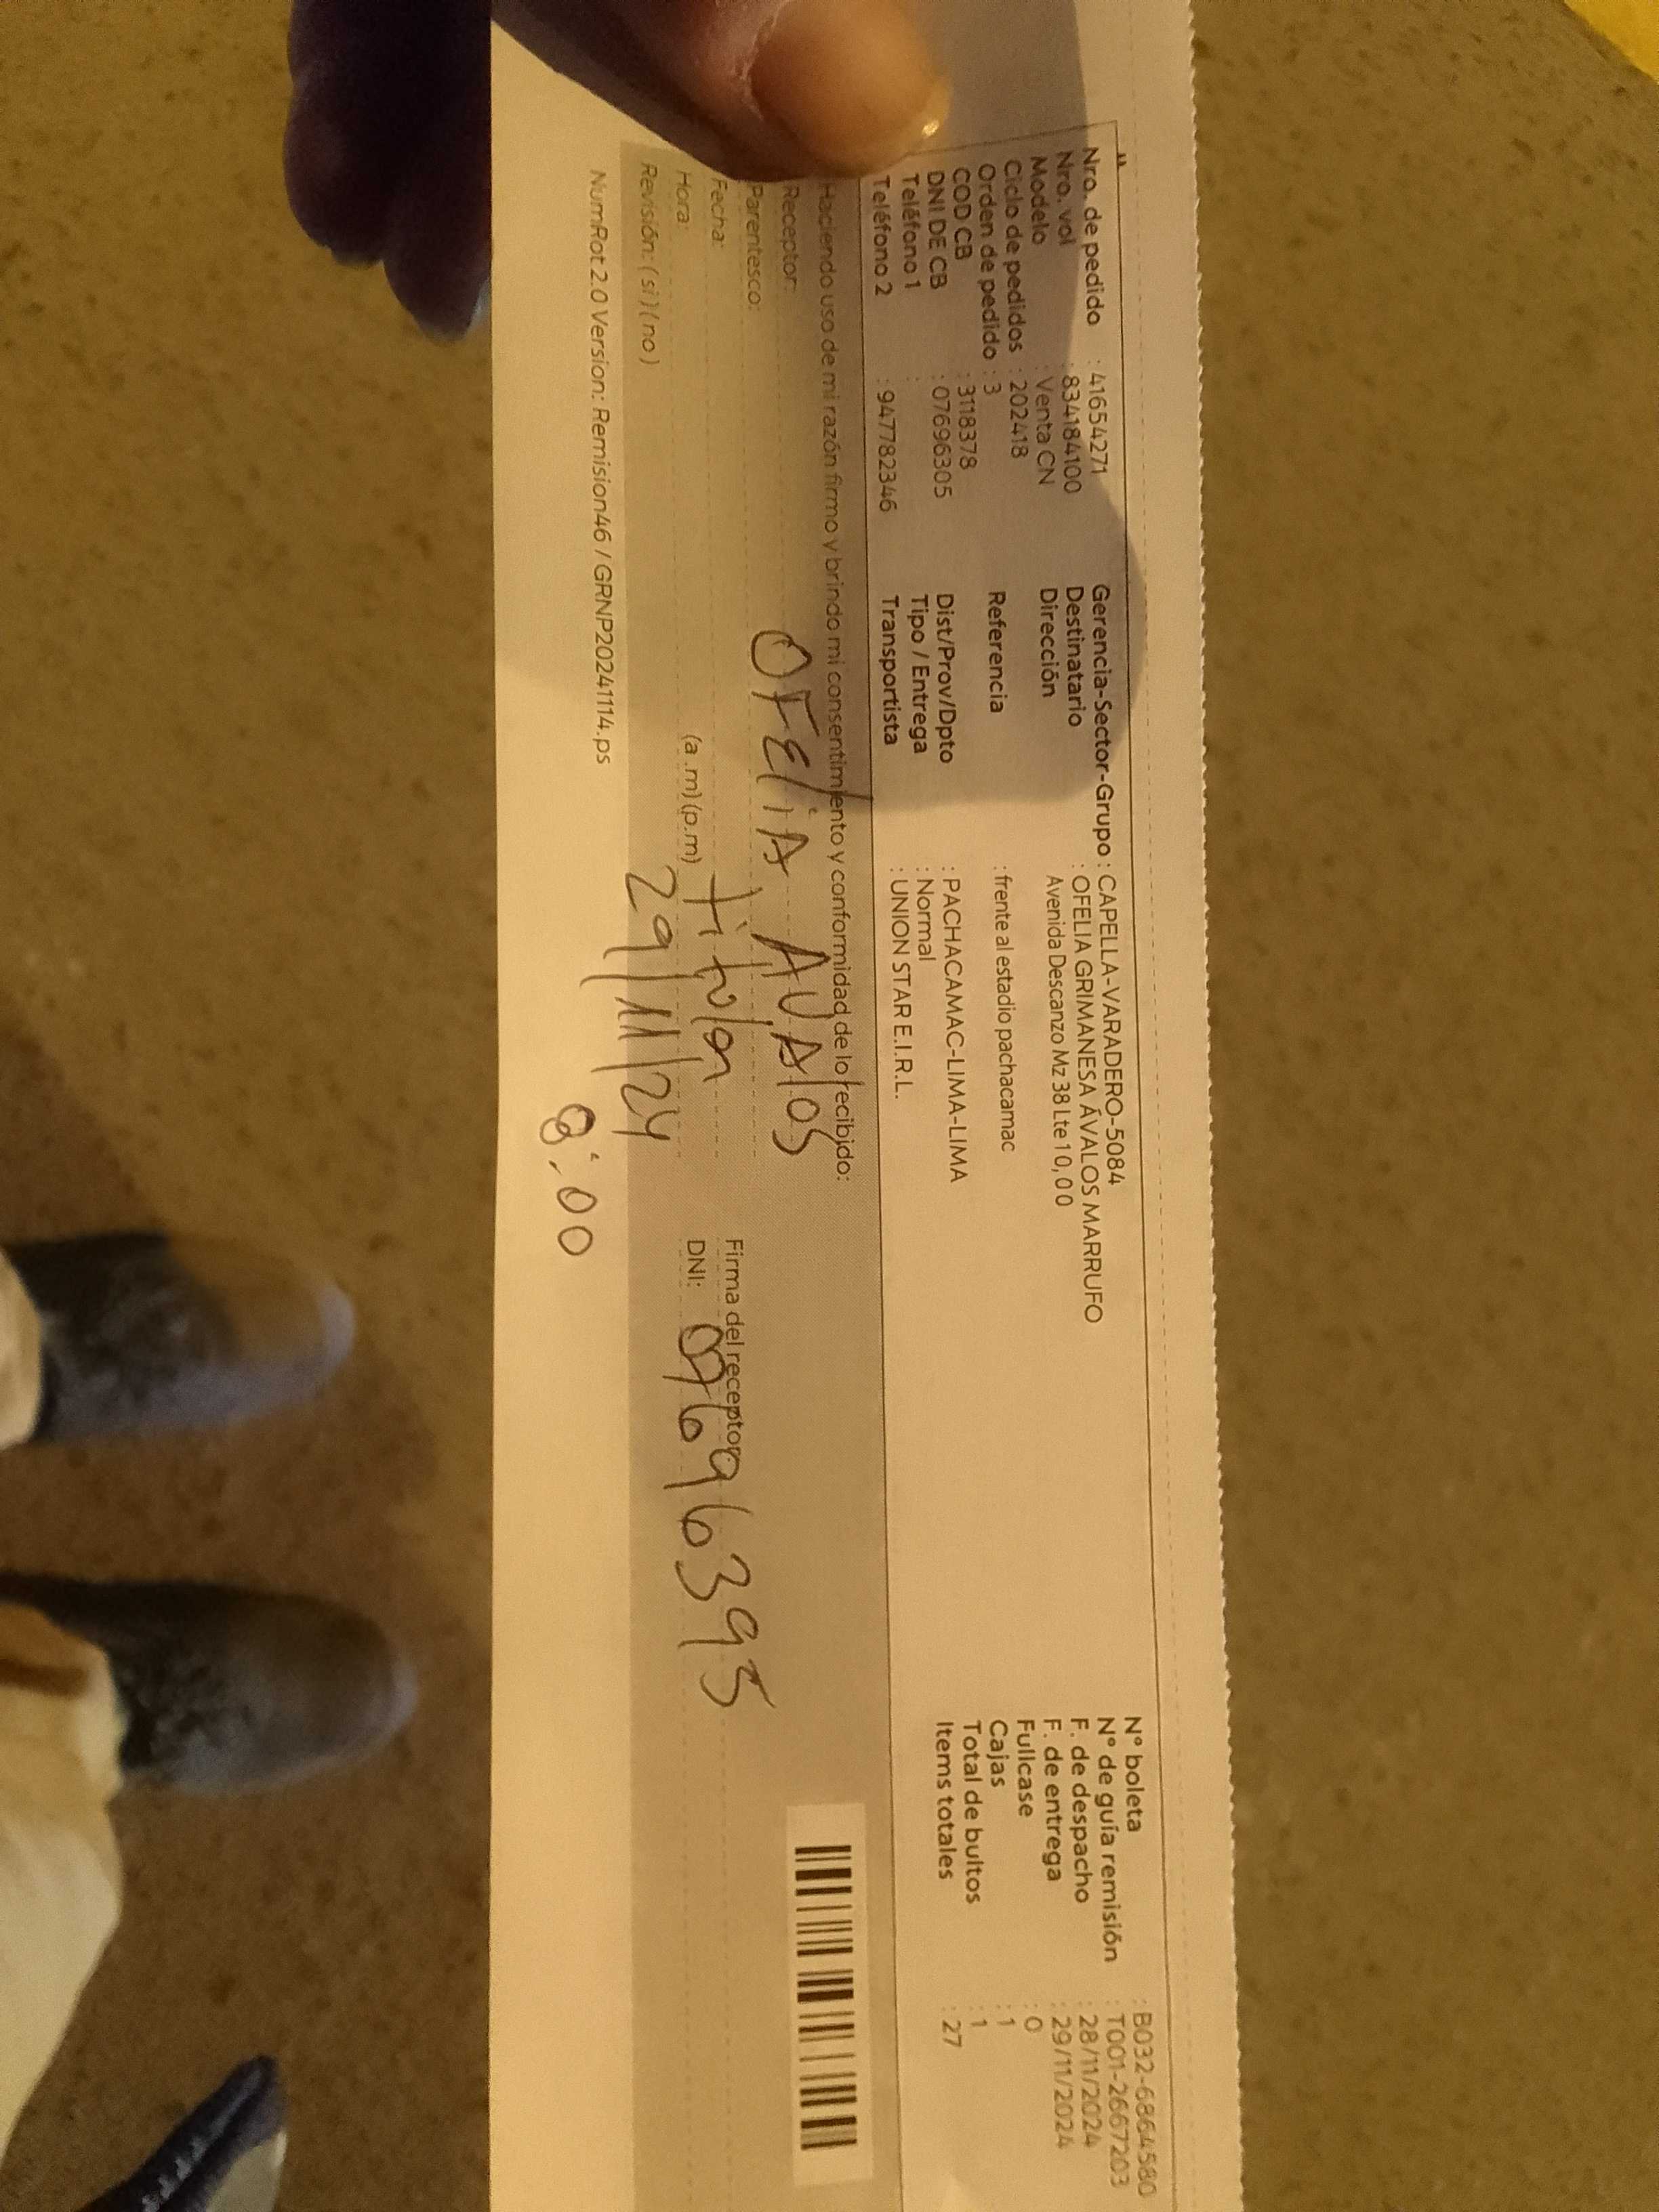 Nro. de pedido : 41654271
Nro. vol : 834184100
Modelo : Venta CN
Ciclo de pedidos : 202418
Orden de pedido : 3
COD CB : 3118378
DNI DE CB : 07696305
Teléfono 1 :
Teléfono 2 : 947782346
Gerencia-Sector-Grupo : CAPELLA-VARADERO-5084
Destinatario : OFELIA GRIMANESA ÁVALOS MARRUFO
Dirección Avenida Descanzo Mz 38 Lte 10,00
Referencia : frente al estadio pachacamac
Dist/Prov/Dpto : PACHACAMAC-LIMA-LIMA
Tipo / Entrega : Normal
Transportista : UNION STAR E.I.R.L.
N° boleta : B032-6864580
N° de guía remisión : T001-2667203
F. de despacho : 28/11/2024
F. de entrega : 29/11/2024
Fullcase : 0
Cajas : 1
Total de bultos : 1
Items totales : 27
Haciendo uso de mi razón firmo y brindo mi consentimiento y conformidad de lo recibido:
Receptor: OFELIA AVALOS
Parentesco: titular
Fecha: 29/11/24
Hora: (a.m) (p.m) 8:00
Revisión: (si) (no)
Firma del receptor
DNI: 07696395
NumRot 2.0 Version: Remision46 / GRNP20241114.ps